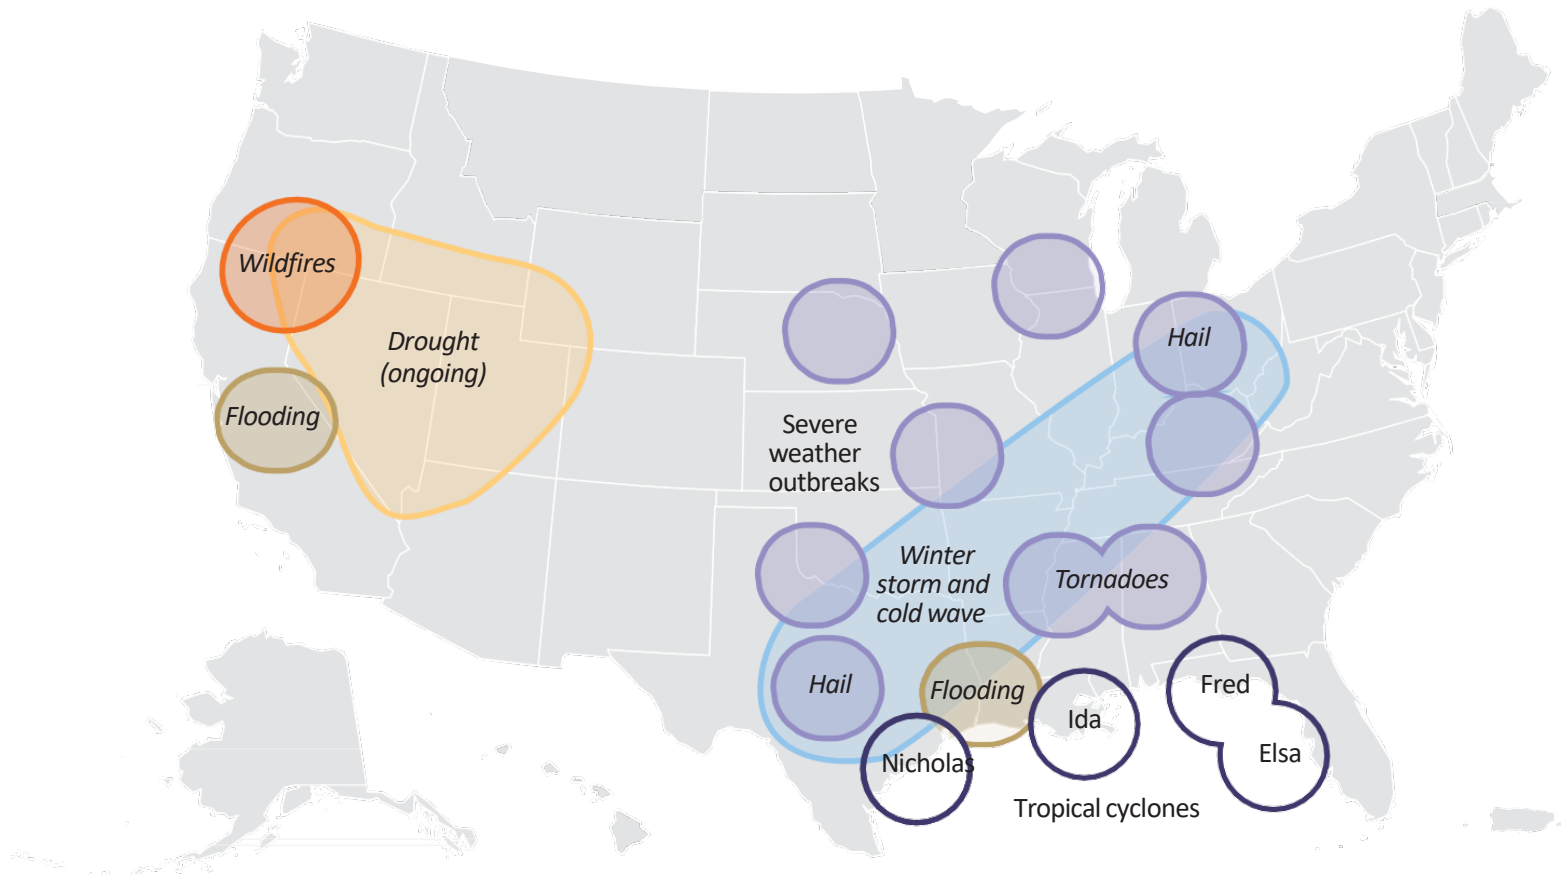 Wildfires
Drought
(ongoing)
Flooding
Hail
Severe
weather
outbreaks
Winter
storm and
cold wave
Tornadoes
Hail
Flooding
Nicholas
Ida
Fred
Elsa
Tropical cyclones